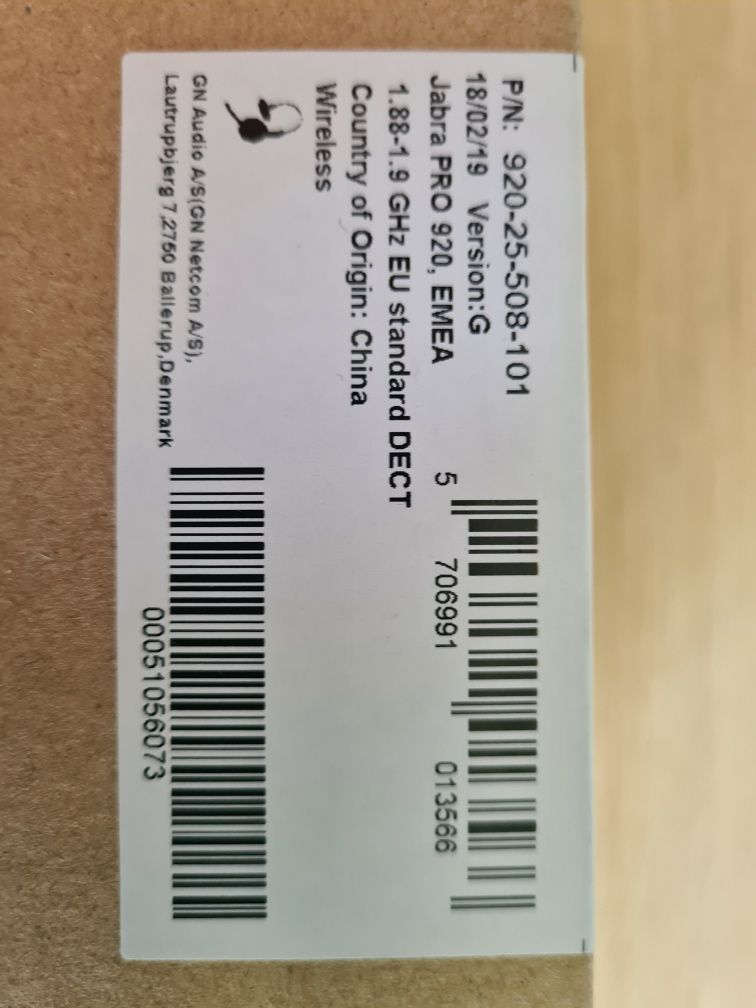 P/N: 920-25-508-101
18/02/19 Version:G
Jabra PRO 920, EMEA
1.88-1.9 GHz EU standard DECT
Country of Origin: China
Wireless
GN Audio A/S(GN Netcom A/S),
Lautrupbjerg 7,2750 Ballerup,Denmark
5 706991 013566
00051056073